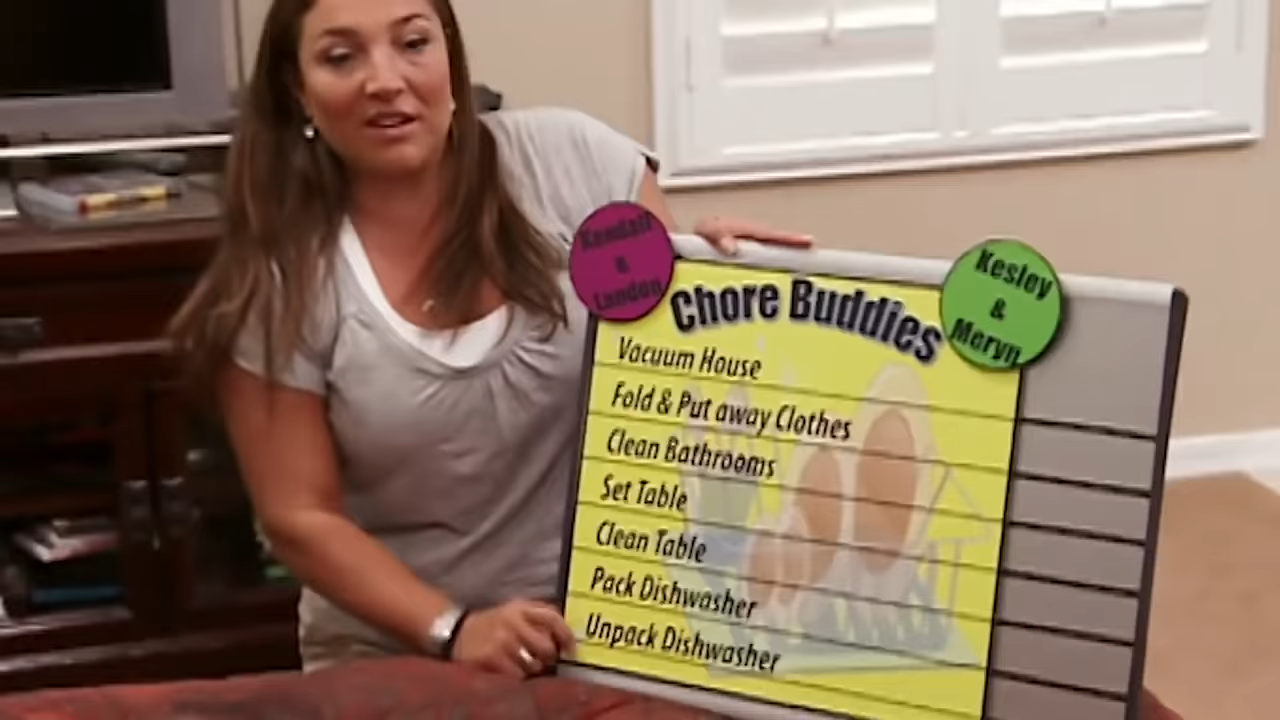 Kendall
&
Landon
Chore Buddies
Kesley
&
Meryn
Vacuum House
Fold & Put away Clothes
Clean Bathrooms
Set Table
Clean Table
Pack Dishwasher
Unpack Dishwasher